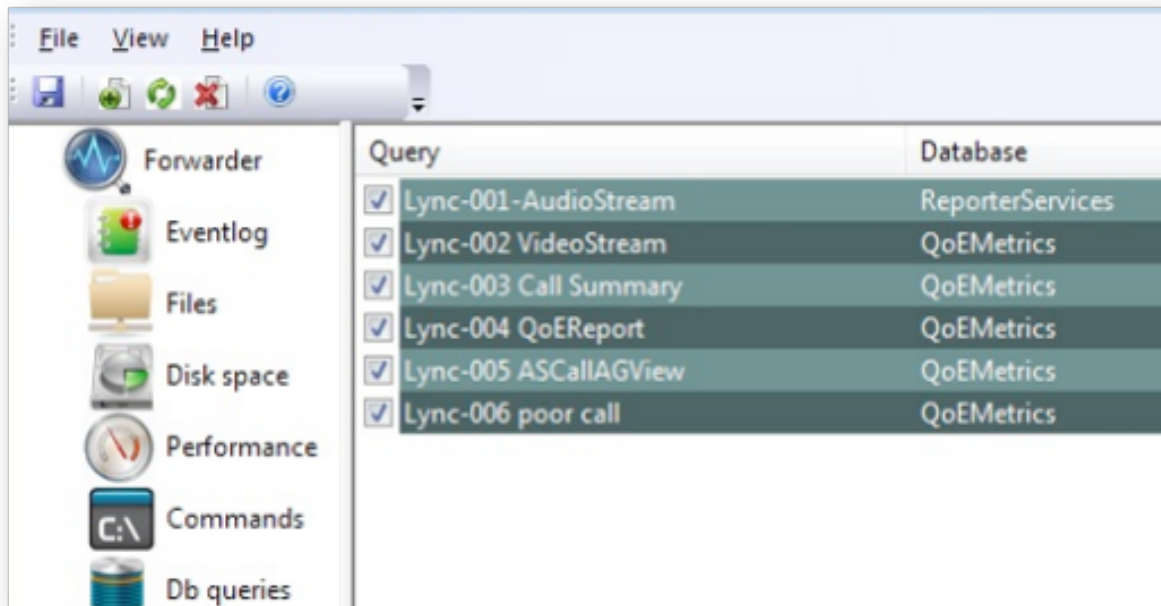 File View Help
Forwarder
Eventlog
Files
Disk space
Performance
C:\
Commands
Db queries
Query Database
Lync-001-AudioStream ReporterServices
Lync-002 VideoStream QoEMetrics
Lync-003 Call Summary QoEMetrics
Lync-004 QoEReport QoEMetrics
Lync-005 ASCallAGView QoEMetrics
Lync-006 poor call QoEMetrics